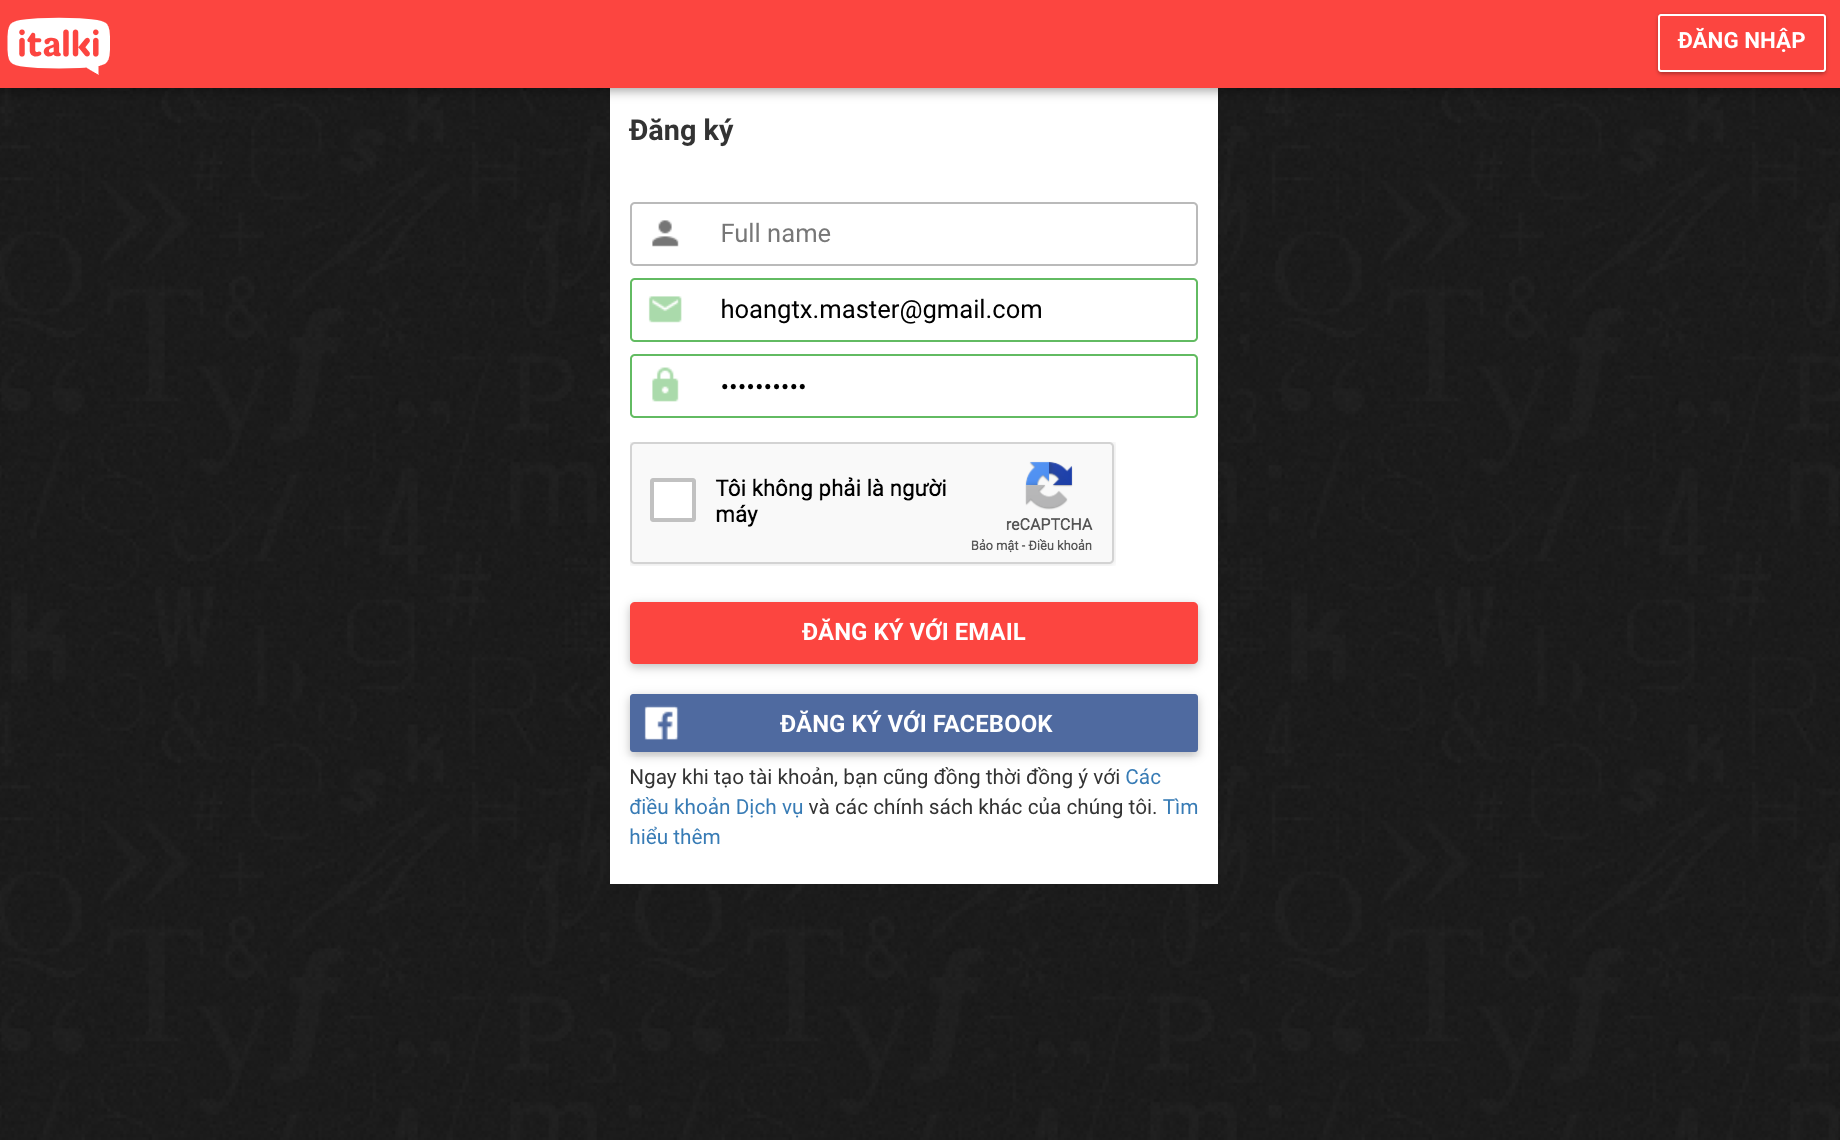 italki
ĐĂNG NHẬP
Đăng ký
Full name
hoangtx.master@gmail.com
••••••••••
Tôi không phải là người
máy
reCAPTCHA
Bảo mật - Điều khoản
ĐĂNG KÝ VỚI EMAIL
ĐĂNG KÝ VỚI FACEBOOK
Ngay khi tạo tài khoản, bạn cũng đồng thời đồng ý với Các
điều khoản Dịch vụ và các chính sách khác của chúng tôi. Tìm
hiểu thêm